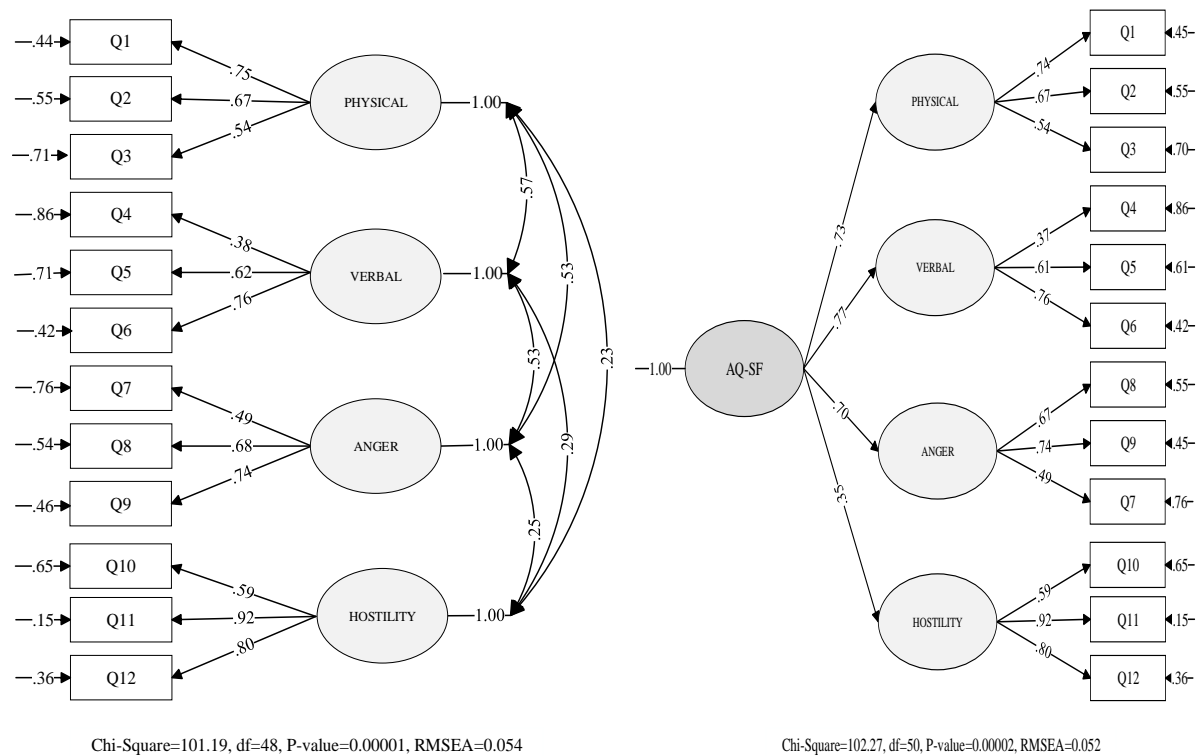 .44 Q1 .75
.55 Q2 .67 PHYSICAL 1.00
.71 Q3 .54
.86 Q4 .38
.71 Q5 .62 VERBAL 1.00
.42 Q6 .76
.76 Q7 .49
.54 Q8 .68 ANGER 1.00
.46 Q9 .74
.65 Q10 .59
.15 Q11 .92 HOSTILITY 1.00
.36 Q12 .80
.57
.53
.23
.53
.29
.25
Chi-Square=101.19, df=48, P-value=0.00001, RMSEA=0.054
1.00 AQ-SF
.73
.77
.70
.35
PHYSICAL
.74 Q1 .45
.67 Q2 .55
.54 Q3 .70
VERBAL
.37 Q4 .86
.61 Q5 .61
.76 Q6 .42
ANGER
.67 Q8 .55
.74 Q9 .45
.49 Q7 .76
HOSTILITY
.59 Q10 .65
.92 Q11 .15
.80 Q12 .36
Chi-Square=102.27, df=50, P-value=0.00002, RMSEA=0.052